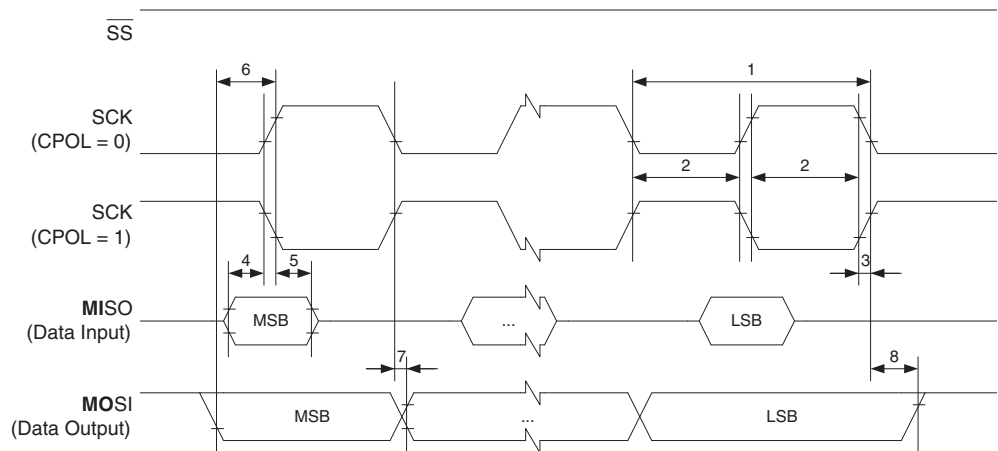 SS
6
1
SCK
(CPOL = 0)
2
2
SCK
(CPOL = 1)
4
5
3
MISO
(Data Input)
MSB
...
LSB
7
8
MOSI
(Data Output)
MSB
...
LSB